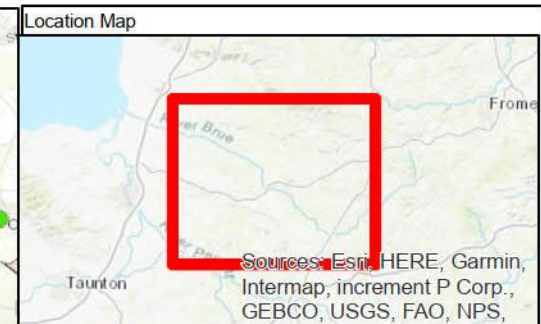 Location Map
Frome
River Brue
Taunton
Sources: Esri, HERE, Garmin,
Intermap, increment P Corp.,
GEBCO, USGS, FAO, NPS,